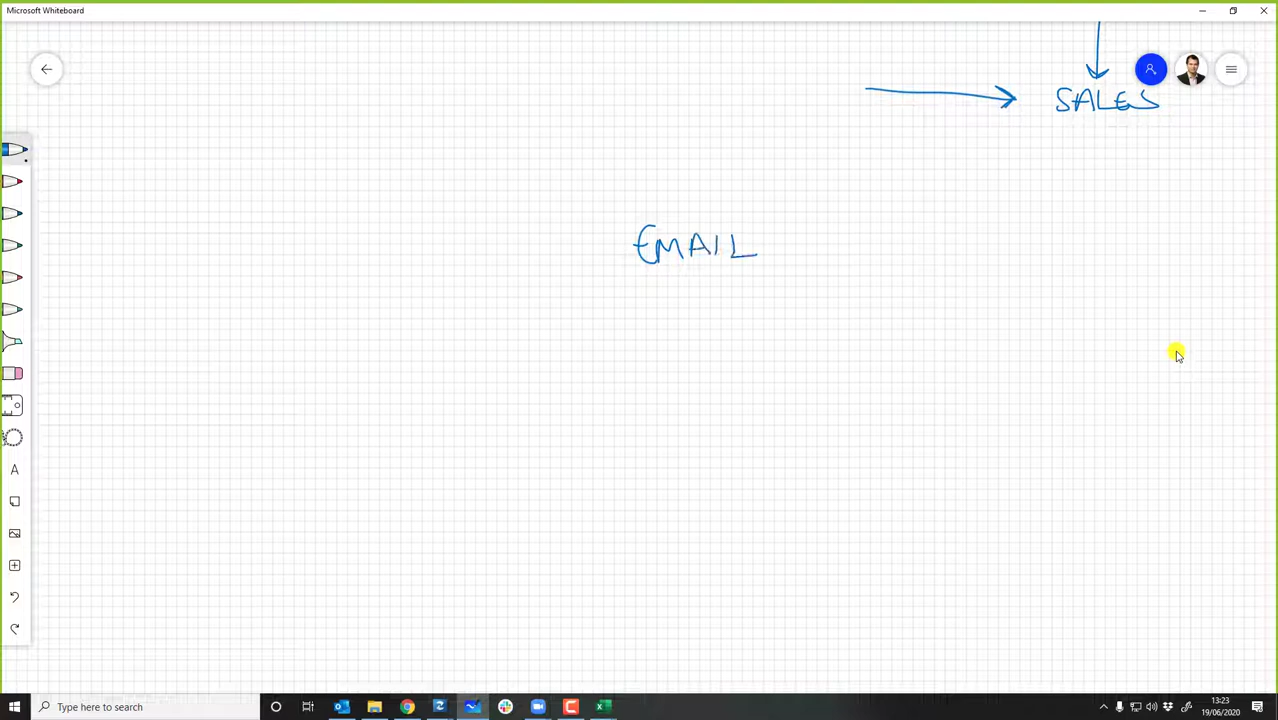 Microsoft Whiteboard
SALES
EMAIL
A
Type here to search
13:23
19/06/2020